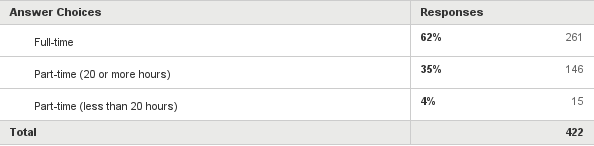 Answer Choices Responses
Full-time 62% 261
Part-time (20 or more hours) 35% 146
Part-time (less than 20 hours) 4% 15
Total 422